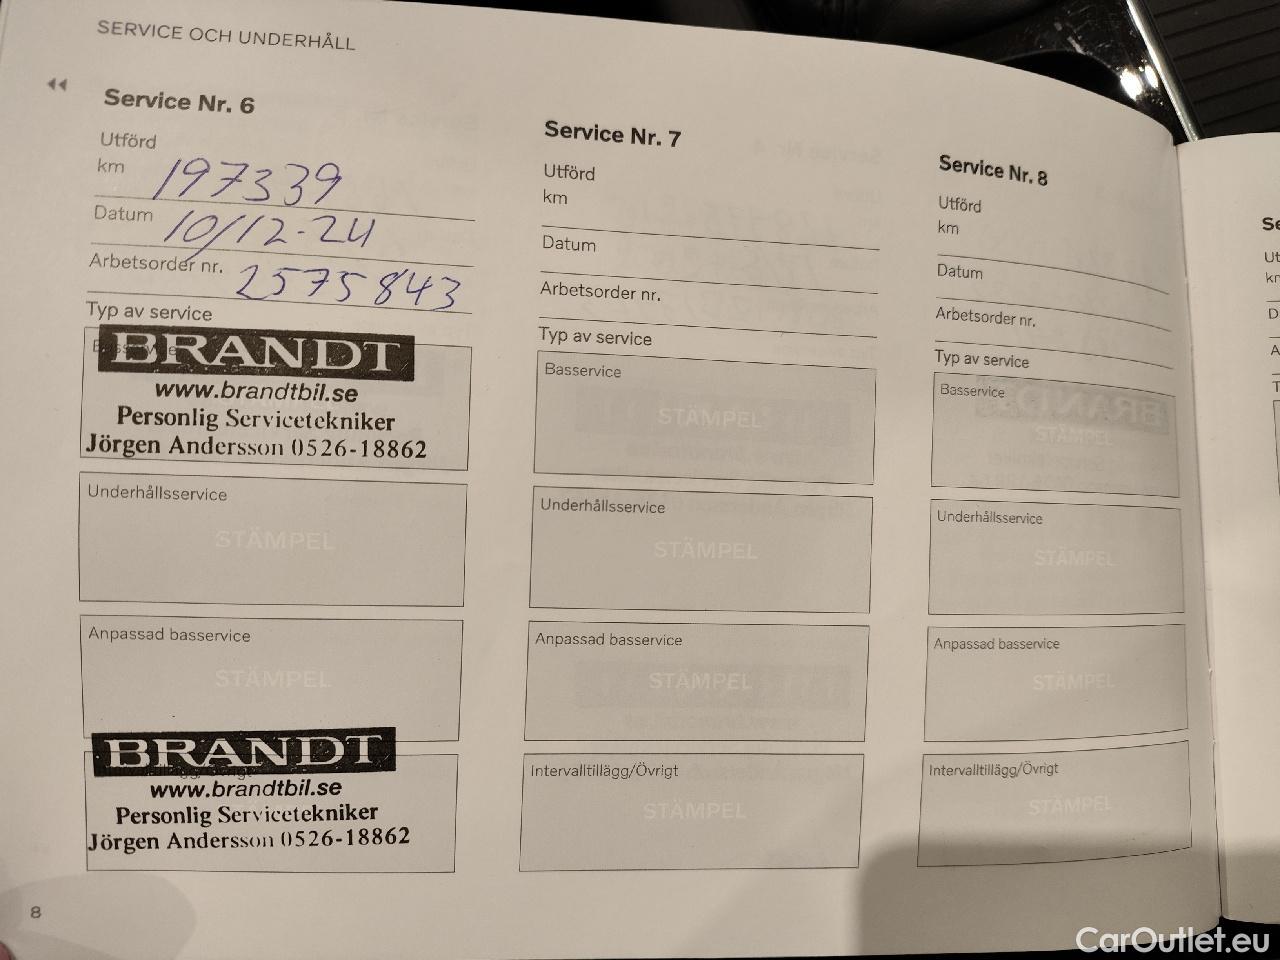 SERVICE OCH UNDERHÅLL
Service Nr. 6
Utförd
km 197339
Datum 10/12-24
Arbetsorder nr. 2575843
Typ av service
Basservice
BRANDT
www.brandtbil.se
Personlig Servicetekniker
Jörgen Andersson 0526-18862
Underhållsservice
STÄMPEL
Anpassad basservice
STÄMPEL
BRANDT
Intervalltillägg/Övrigt
www.brandtbil.se
Personlig Servicetekniker
Jörgen Andersson 0526-18862
8
Service Nr. 7
Utförd
km
Datum
Arbetsorder nr.
Typ av service
Basservice
STÄMPEL
Underhållsservice
STÄMPEL
Anpassad basservice
STÄMPEL
Intervalltillägg/Övrigt
STÄMPEL
Service Nr. 8
Utförd
km
Datum
Arbetsorder nr.
Typ av service
Basservice
STÄMPEL
Underhållsservice
STÄMPEL
Anpassad basservice
STÄMPEL
Intervalltillägg/Övrigt
STÄMPEL
CarOutlet.eu